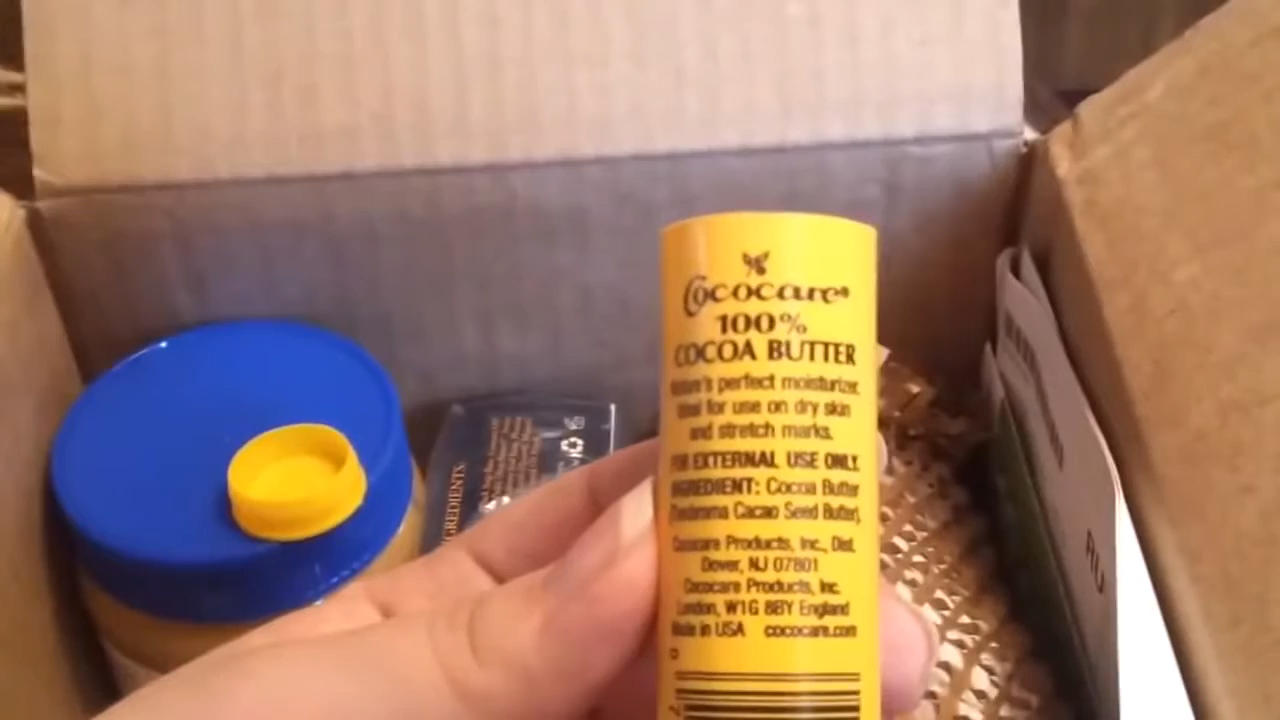 Cococare®
100%
COCOA BUTTER
Nature's perfect moisturizer.
Ideal for use on dry skin
and stretch marks.
FOR EXTERNAL USE ONLY.
INGREDIENT: Cocoa Butter
(Theobroma Cacao Seed Butter).
Cococare Products, Inc., Dist.
Dover, NJ 07801
Cococare Products, Inc.
London, W1G 8BY England
Made in USA cococare.com
INGREDIENTS
RU